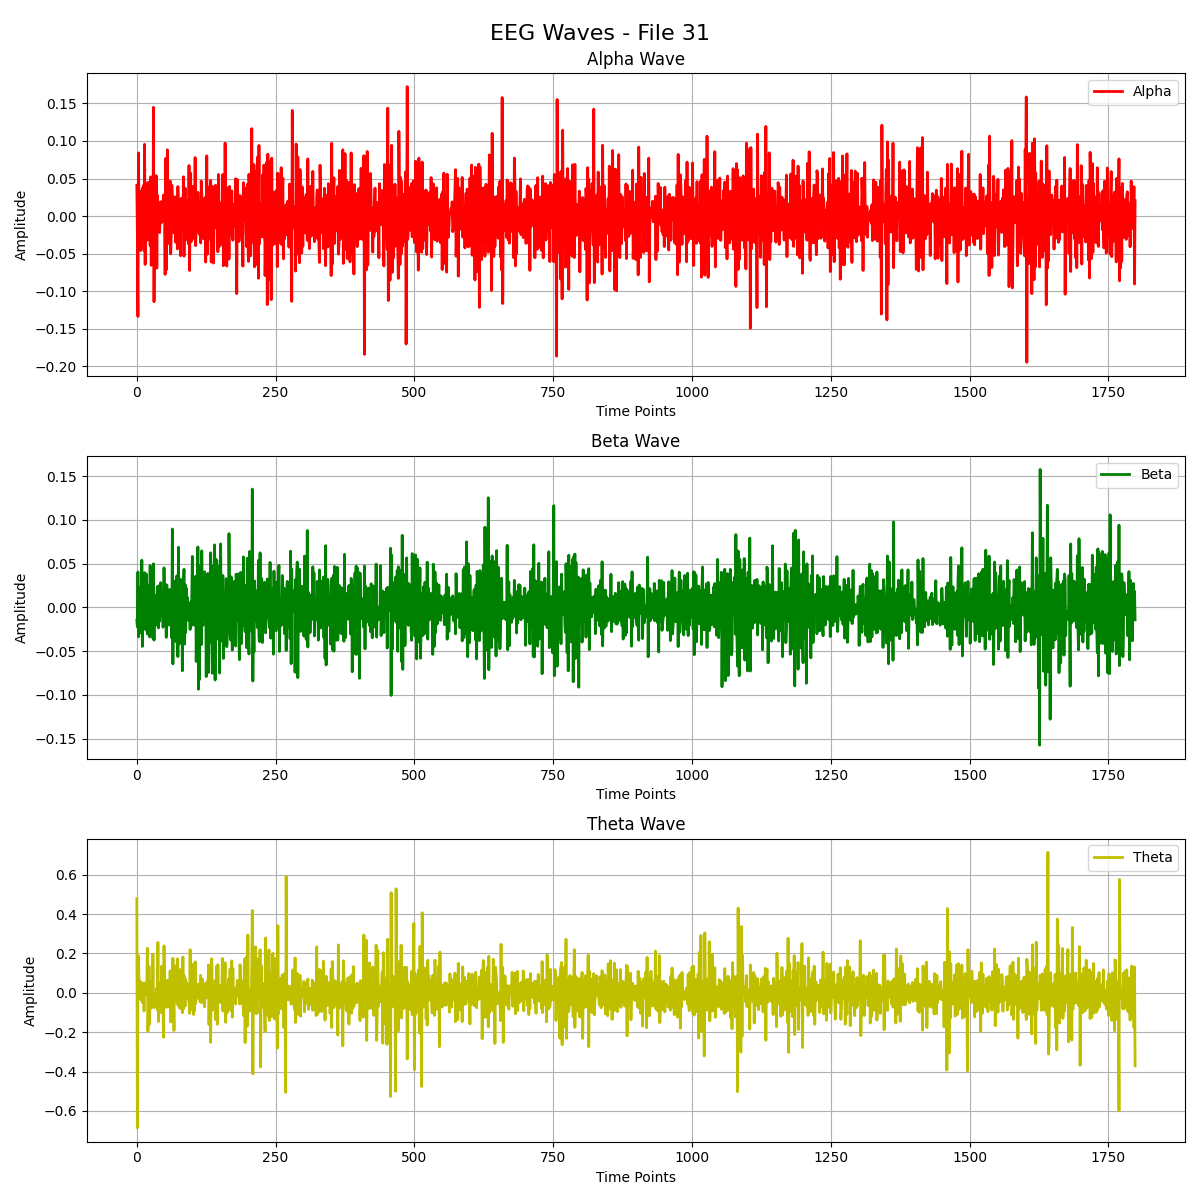 EEG Waves - File 31
Alpha Wave
Alpha
Amplitude
0.15
0.10
0.05
0.00
−0.05
−0.10
−0.15
−0.20
0 250 500 750 1000 1250 1500 1750
Time Points
Beta Wave
Beta
Amplitude
0.15
0.10
0.05
0.00
−0.05
−0.10
−0.15
0 250 500 750 1000 1250 1500 1750
Time Points
Theta Wave
Theta
Amplitude
0.6
0.4
0.2
0.0
−0.2
−0.4
−0.6
0 250 500 750 1000 1250 1500 1750
Time Points